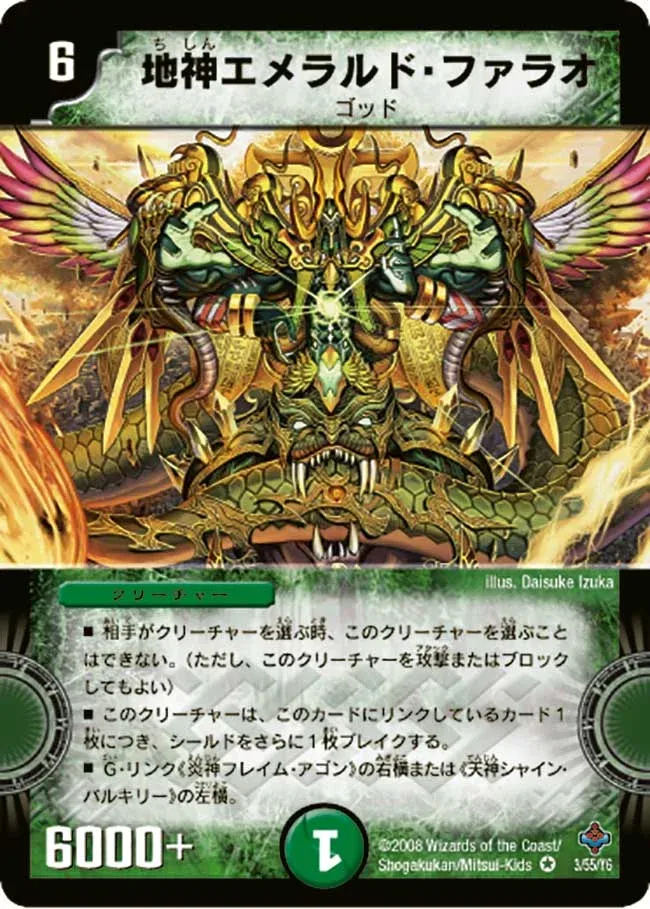 6
地神エメラルド・ファラオ
ゴッド
illus. Daisuke Izuka
クリーチャー
■ 相手がクリーチャーを選ぶ時、このクリーチャーを選ぶこと
はできない。(ただし、このクリーチャーを攻撃またはブロック
してもよい)
■ このクリーチャーは、このカードにリンクしているカード1
枚につき、シールドをさらに1枚ブレイクする。
■ G・リンク《炎神フレイム・アゴン》の右横または《天神シャイン・
バルキリー》の左横。
6000+
1
©2008 Wizards of the Coast/
Shogakukan/Mitsui-Kids
3/55/Y6